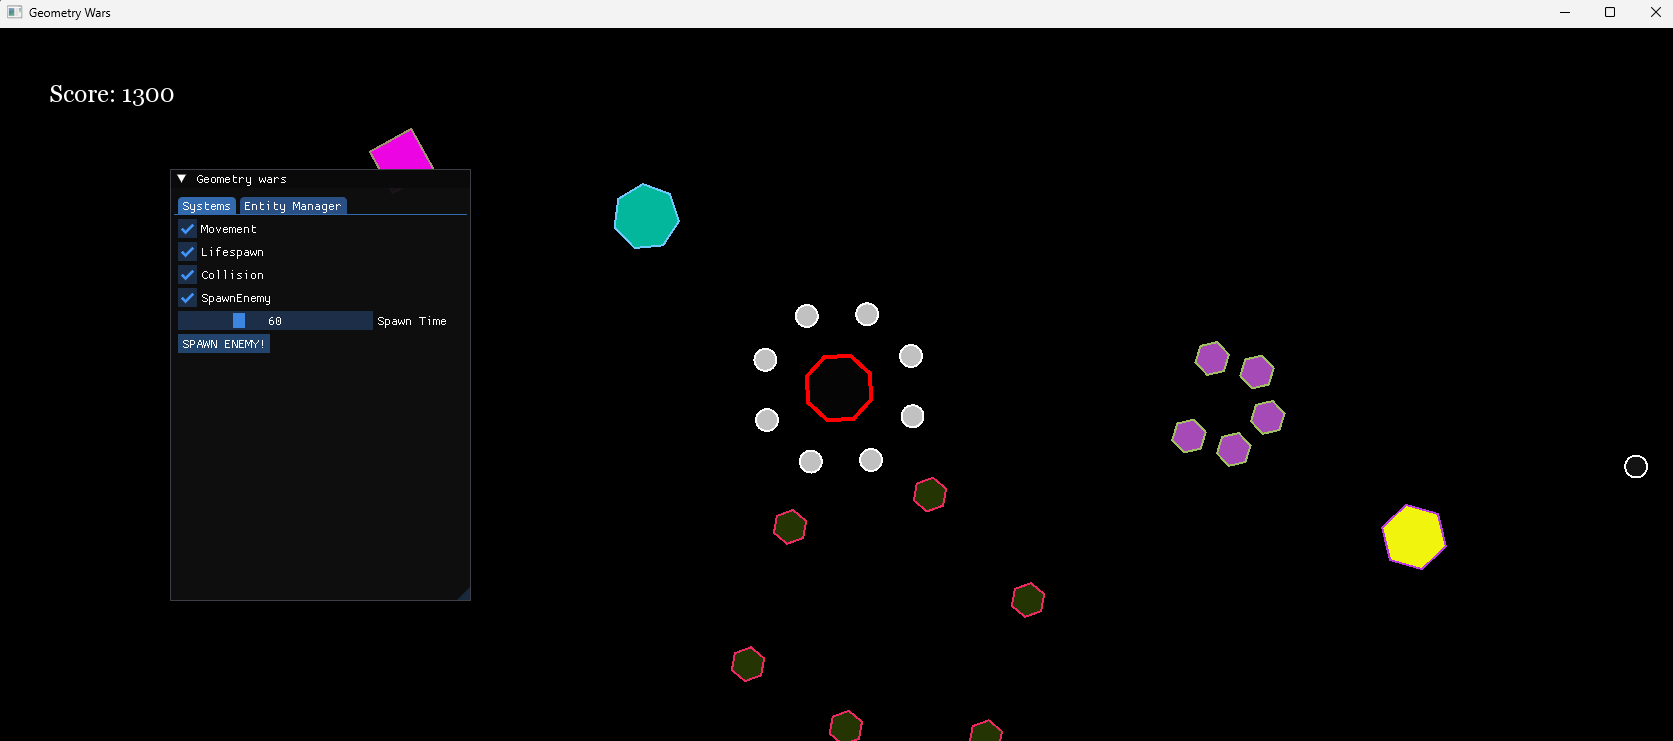 Geometry Wars
Score: 1300
Geometry wars
Systems Entity Manager
Movement
Lifespawn
Collision
SpawnEnemy
60 Spawn Time
SPAWN ENEMY!